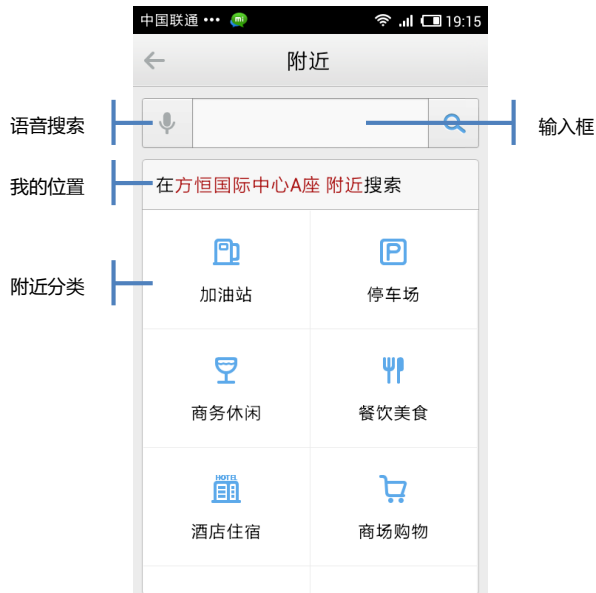 中国联通 ••• mi 19:15
附近
语音搜索
输入框
我的位置
在方恒国际中心A座 附近搜索
附近分类
加油站 停车场
商务休闲 餐饮美食
HOTEL
酒店住宿 商场购物